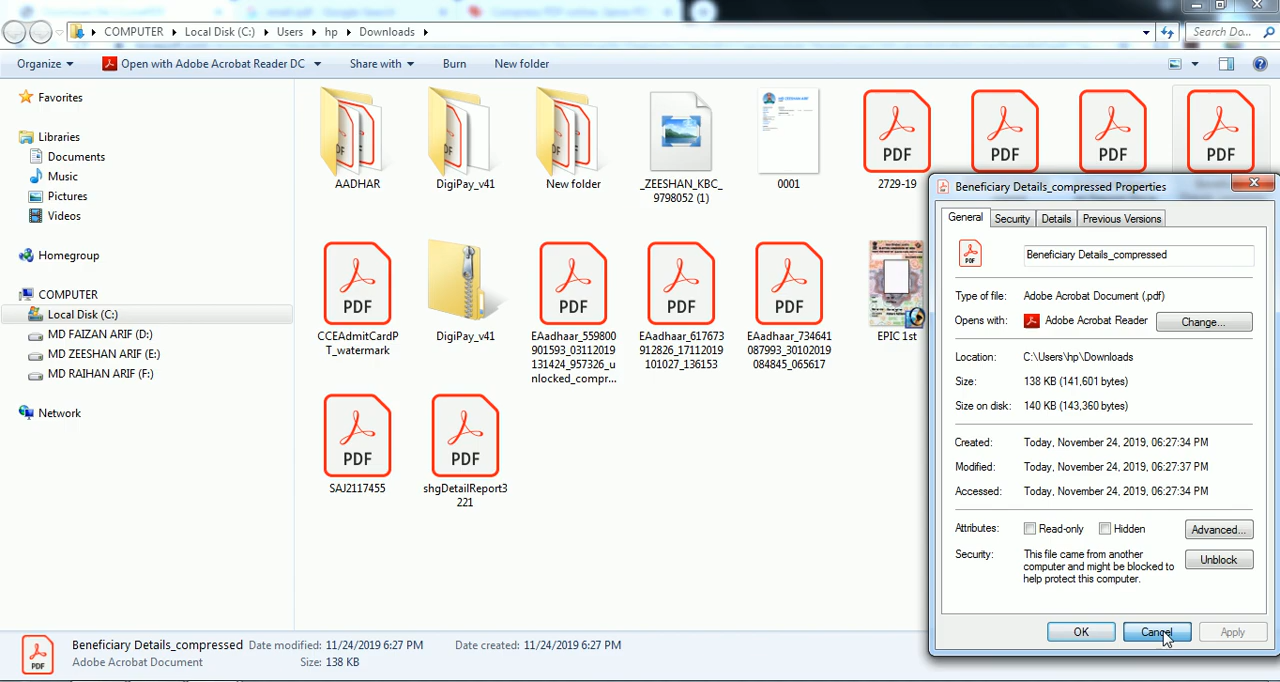 COMPUTER Local Disk (C:) Users hp Downloads
Search Do...
Organize Open with Adobe Acrobat Reader DC Share with Burn New folder
Favorites
Libraries
Documents
Music
Pictures
Videos
Homegroup
COMPUTER
Local Disk (C:)
MD FAIZAN ARIF (D:)
MD ZEESHAN ARIF (E:)
MD RAIHAN ARIF (F:)
Network
PDF
PDF
PDF
PDF
AADHAR
DigiPay_v41
New folder
_ZEESHAN_KBC_
9798052 (1)
0001
2729-19
PDF
CCEAdmitCardP
T_watermark
DigiPay_v41
PDF
EAadhaar_559800
901593_03112019
131424_957326_u
nlocked_compr...
PDF
EAadhaar_617673
912826_17112019
101027_136153
PDF
EAadhaar_734641
087993_30102019
084845_065617
EPIC 1st
PDF
SAJ2117455
PDF
shgDetailReport3
221
Beneficiary Details_compressed Properties
General Security Details Previous Versions
PDF
Beneficiary Details_compressed
Type of file: Adobe Acrobat Document (.pdf)
Opens with: Adobe Acrobat Reader Change...
Location: C:\Users\hp\Downloads
Size: 138 KB (141,601 bytes)
Size on disk: 140 KB (143,360 bytes)
Created: Today, November 24, 2019, 06:27:34 PM
Modified: Today, November 24, 2019, 06:27:37 PM
Accessed: Today, November 24, 2019, 06:27:34 PM
Attributes: Read-only Hidden Advanced...
Security: This file came from another
computer and might be blocked to
help protect this computer.
Unblock
OK Cancel Apply
PDF
Beneficiary Details_compressed Date modified: 11/24/2019 6:27 PM Date created: 11/24/2019 6:27 PM
Adobe Acrobat Document Size: 138 KB